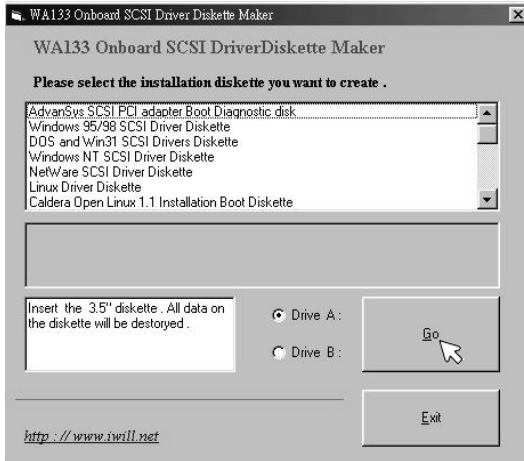 WA133 Onboard SCSI Driver Diskette Maker
WA133 Onboard SCSI DriverDiskette Maker
Please select the installation diskette you want to create .
AdvanSys SCSI PCI adapter Boot Diagnostic disk
Windows 95/98 SCSI Driver Diskette
DOS and Win31 SCSI Drivers Diskette
Windows NT SCSI Driver Diskette
NetWare SCSI Driver Diskette
Linux Driver Diskette
Caldera Open Linux 1.1 Installation Boot Diskette
Insert the 3.5" diskette . All data on
the diskette will be destoryed .
Drive A :
Drive B :
Go
Exit
http : // www.iwill.net